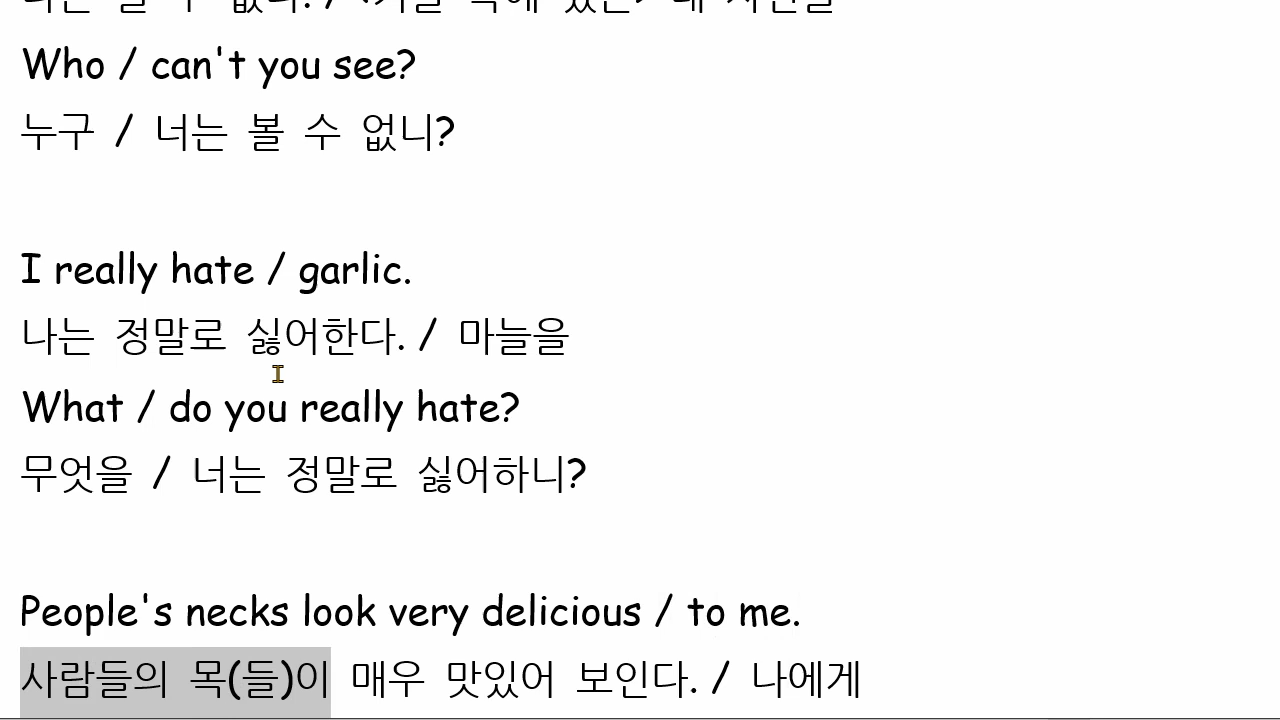 Who / can't you see?
누구 / 너는 볼 수 없니?
I really hate / garlic.
나는 정말로 싫어한다. / 마늘을
What / do you really hate?
무엇을 / 너는 정말로 싫어하니?
People's necks look very delicious / to me.
사람들의 목(들)이 매우 맛있어 보인다. / 나에게